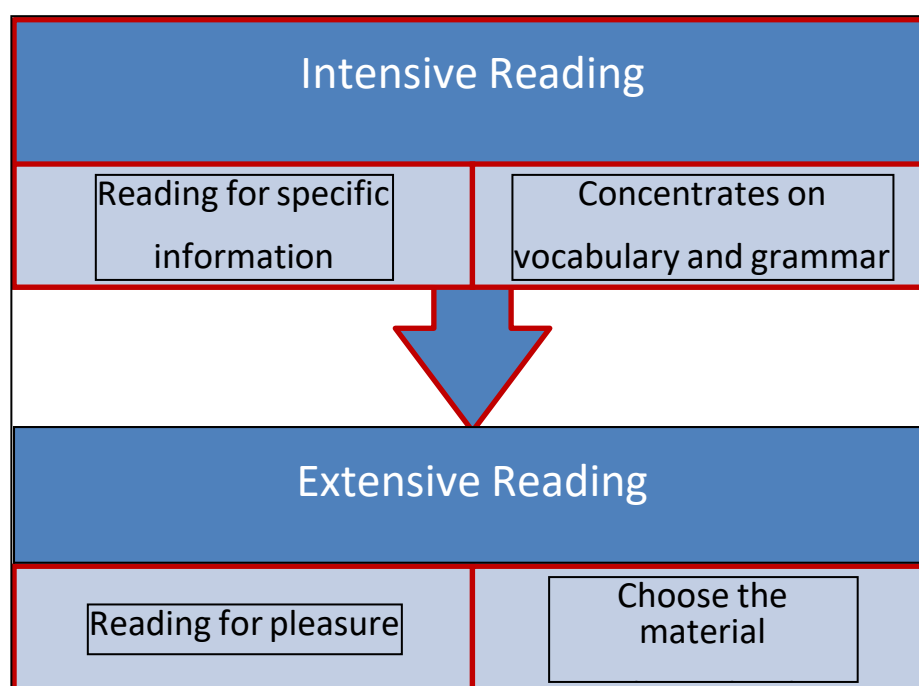 Intensive Reading
Reading for specific
information
Concentrates on
vocabulary and grammar
Extensive Reading
Reading for pleasure
Choose the
material